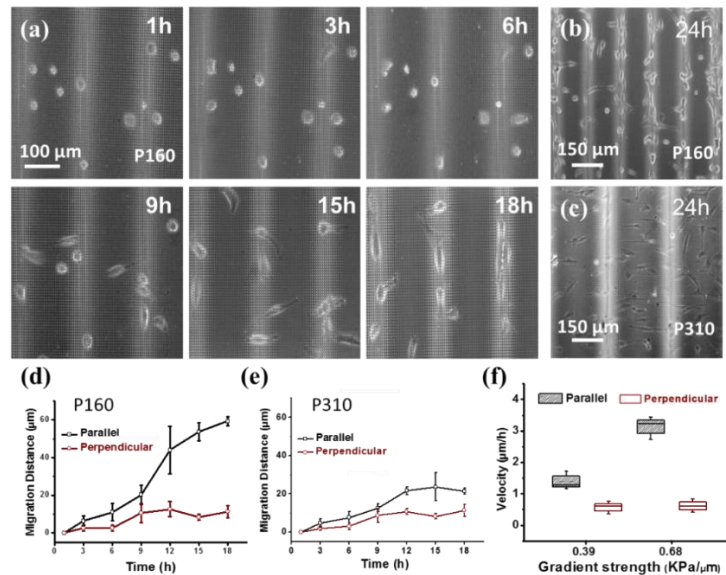 (a) 1h 3h 6h (b) 24h
100 µm P160 150 µm P160
9h 15h 18h (c) 24h
150 µm P310
(d) P160 (e) P310 (f)
Migration Distance (µm)
60
40
20
0
Parallel
Perpendicular
0 3 6 9 12 15 18
Time (h)
Migration Distance (µm)
60
40
20
0
Parallel
Perpendicular
0 3 6 9 12 15 18
Time (h)
Velocity (µm/h)
5
4
3
2
1
0
Parallel Perpendicular
0.39 0.68
Gradient strength (KPa/µm)